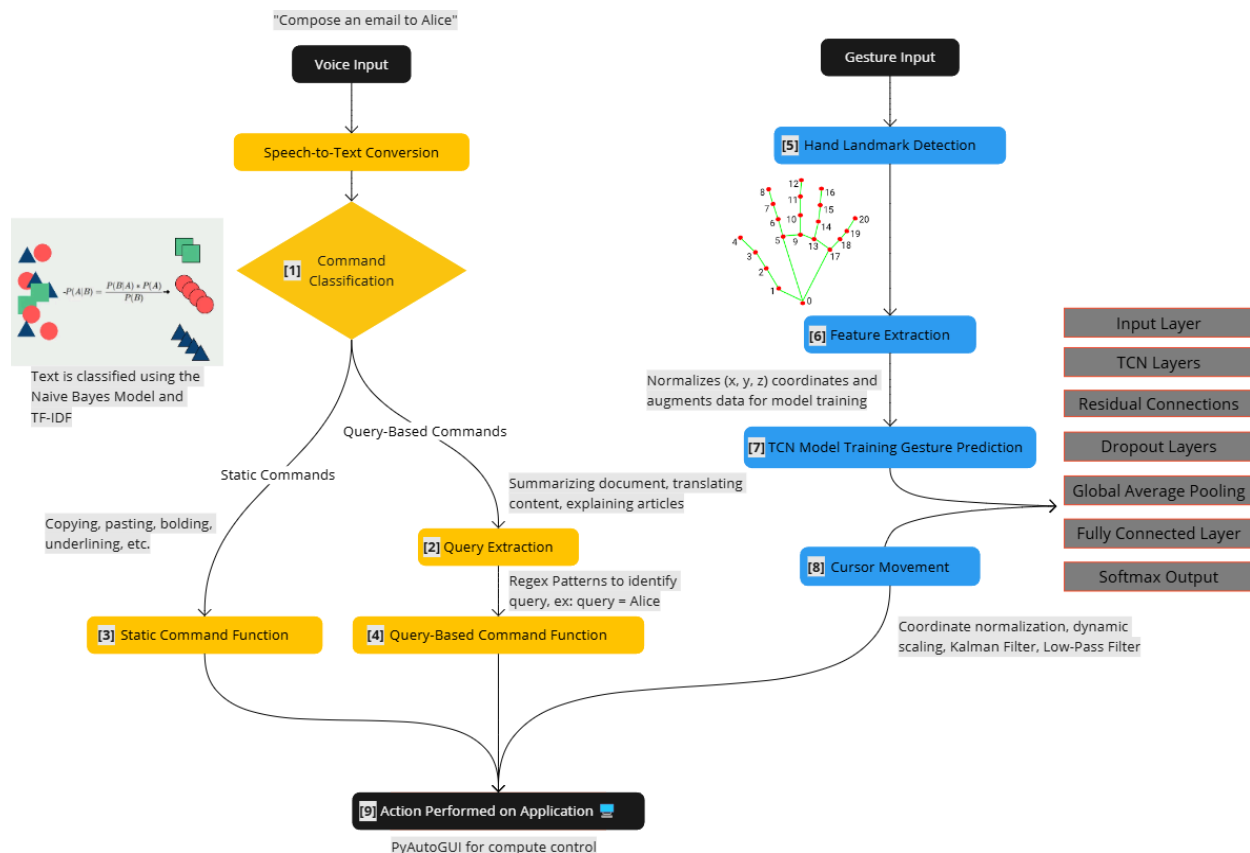 "Compose an email to Alice"
Voice Input
Speech-to-Text Conversion
[1] Command
Classification
-P(A|B) = P(B|A) * P(A) / P(B)
Text is classified using the
Naive Bayes Model and
TF-IDF
Query-Based Commands
Static Commands
Summarizing document, translating
content, explaining articles
Copying, pasting, bolding,
underlining, etc.
[2] Query Extraction
Regex Patterns to identify
query, ex: query = Alice
[3] Static Command Function
[4] Query-Based Command Function
Gesture Input
[5] Hand Landmark Detection
12
8
16
11
7
15
20
10
6
14
19
4
5
9
13
18
3
17
2
1
0
[6] Feature Extraction
Normalizes (x, y, z) coordinates and
augments data for model training
[7] TCN Model Training Gesture Prediction
Input Layer
TCN Layers
Residual Connections
Dropout Layers
Global Average Pooling
Fully Connected Layer
Softmax Output
[8] Cursor Movement
Coordinate normalization, dynamic
scaling, Kalman Filter, Low-Pass Filter
[9] Action Performed on Application
PyAutoGUI for compute control